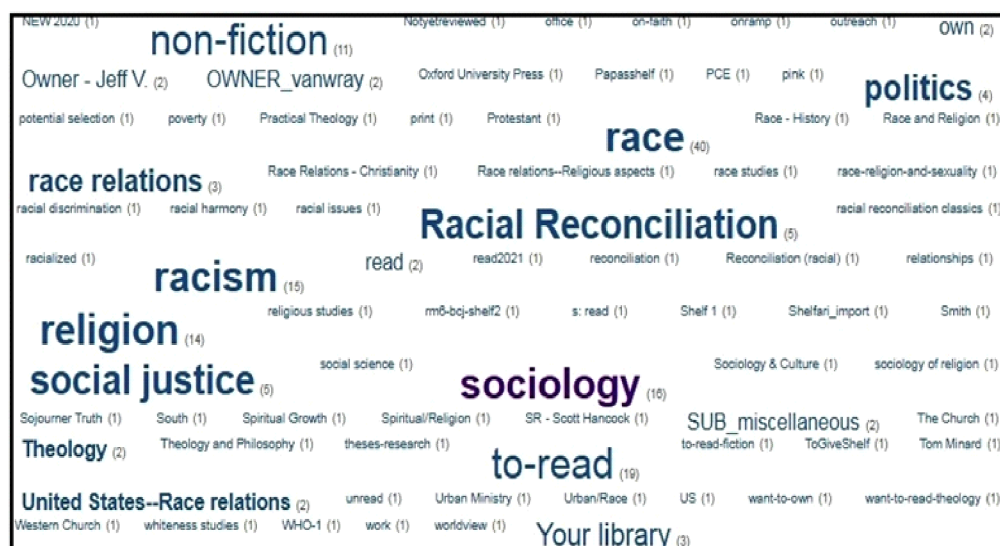 NEW 2020 (1) non-fiction (11) Notyetreviewed (1) office (1) on-faith (1) onramp (1) outreach (1) own (2)
Owner - Jeff V. (2) OWNER_vanwray (2) Oxford University Press (1) Papasshelf (1) PCE (1) pink (1) politics (4)
potential selection (1) poverty (1) Practical Theology (1) print (1) Protestant (1) race (40) Race - History (1) Race and Religion (1)
race relations (3) Race Relations - Christianity (1) Race relations--Religious aspects (1) race studies (1) race-religion-and-sexuality (1)
racial discrimination (1) racial harmony (1) racial issues (1) Racial Reconciliation (5) racial reconciliation classics (1)
racialized (1) racism (15) read (2) read2021 (1) reconciliation (1) Reconciliation (racial) (1) relationships (1)
religion (14) religious studies (1) rm6-bcj-shelf2 (1) s: read (1) Shelf 1 (1) Shelfari_import (1) Smith (1)
social justice (5) social science (1) sociology (16) Sociology & Culture (1) sociology of religion (1)
Sojourner Truth (1) South (1) Spiritual Growth (1) Spiritual/Religion (1) SR - Scott Hancock (1) SUB_miscellaneous (2) The Church (1)
Theology (2) Theology and Philosophy (1) theses-research (1) to-read (19) to-read-fiction (1) ToGiveShelf (1) Tom Minard (1)
United States--Race relations (2) unread (1) Urban Ministry (1) Urban/Race (1) US (1) want-to-own (1) want-to-read-theology (1)
Western Church (1) whiteness studies (1) WHO-1 (1) work (1) worldview (1) Your library (3)